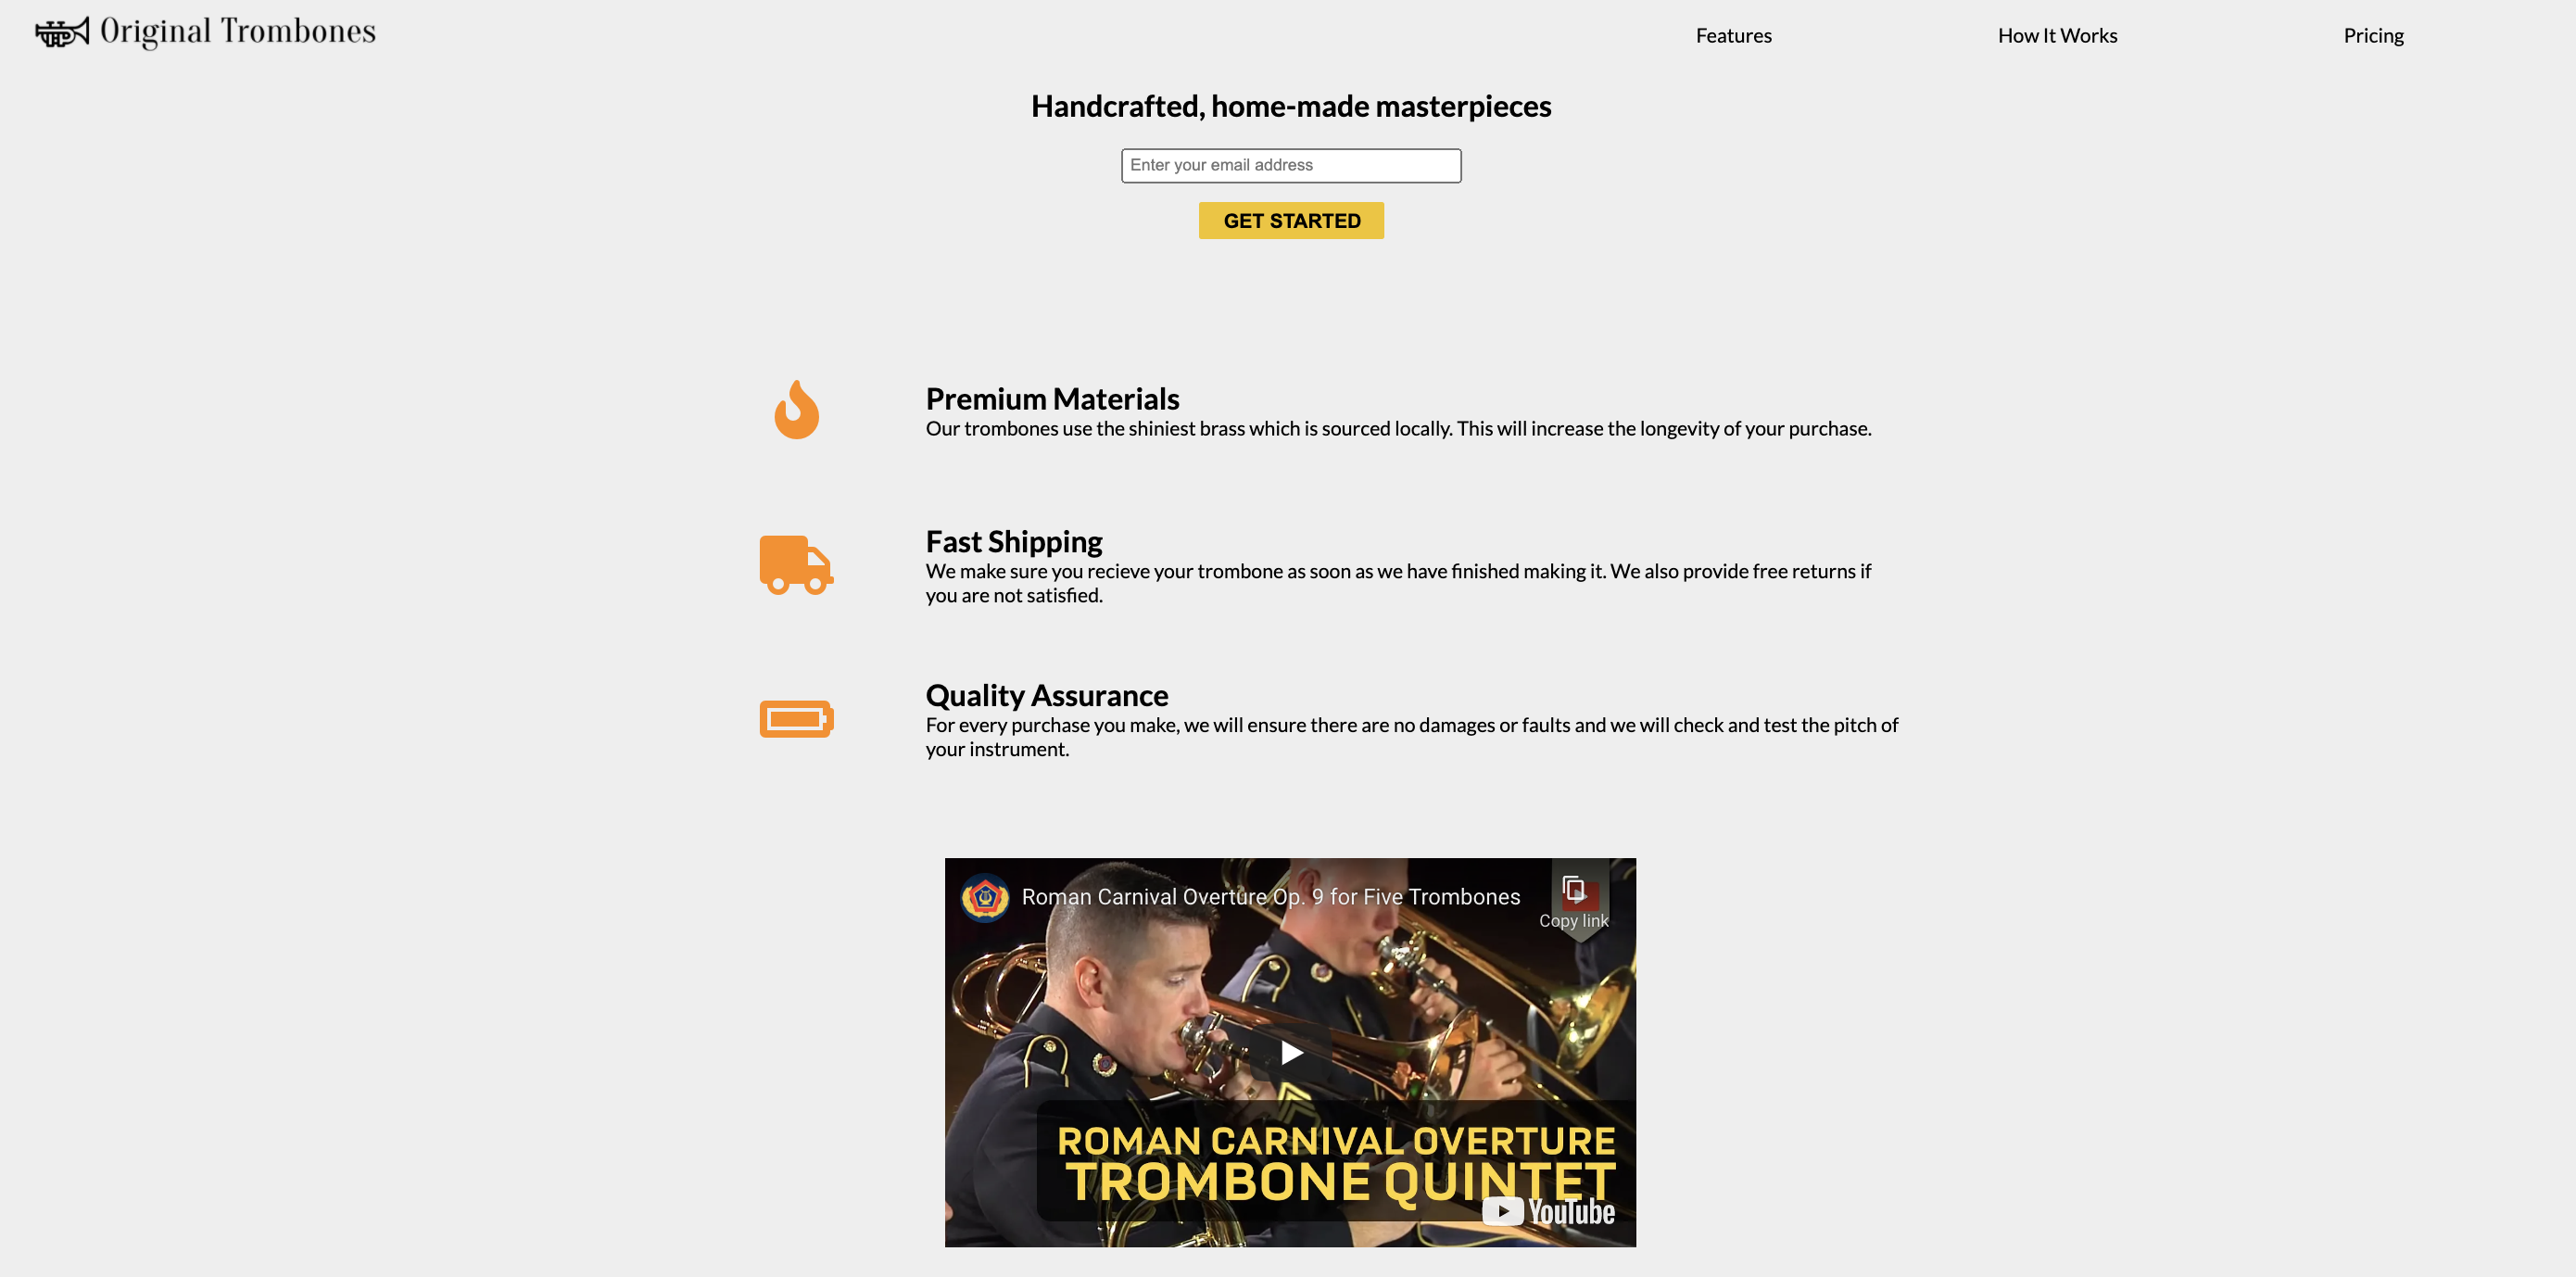 Original Trombones
Features
How It Works
Pricing
Handcrafted, home-made masterpieces
Enter your email address
GET STARTED
Premium Materials
Our trombones use the shiniest brass which is sourced locally. This will increase the longevity of your purchase.
Fast Shipping
We make sure you recieve your trombone as soon as we have finished making it. We also provide free returns if
you are not satisfied.
Quality Assurance
For every purchase you make, we will ensure there are no damages or faults and we will check and test the pitch of
your instrument.
Roman Carnival Overture Op. 9 for Five Trombones
Copy link
ROMAN CARNIVAL OVERTURE
TROMBONE QUINTET
YouTube